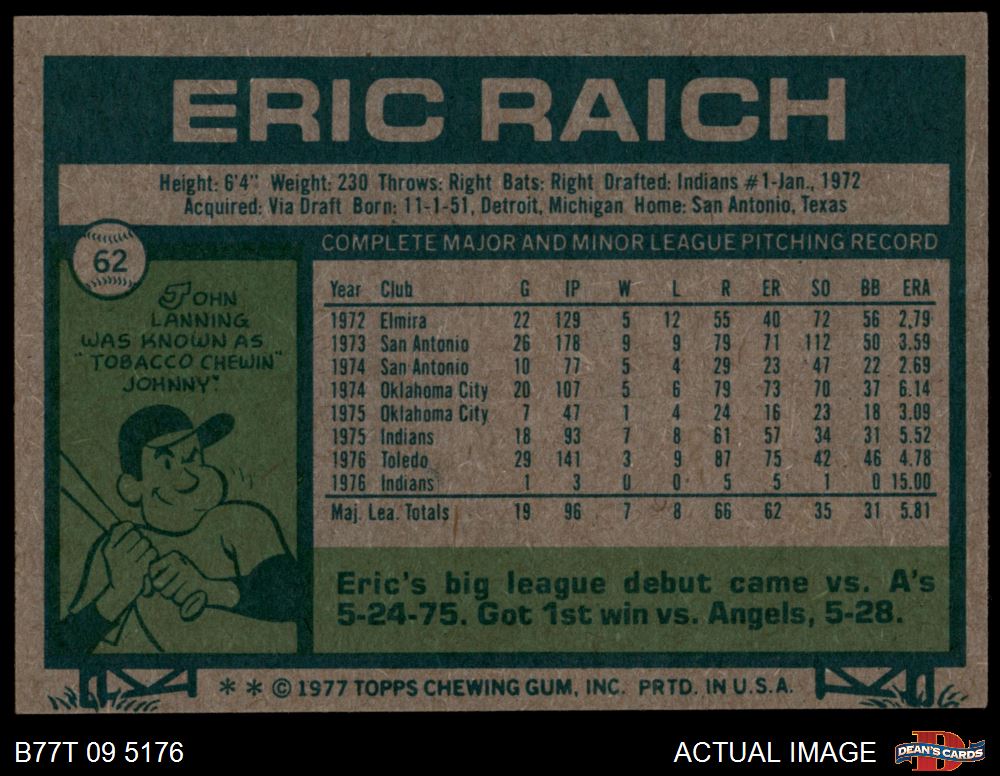 ERIC RAICH
Height: 6'4" Weight: 230 Throws: Right Bats: Right Drafted: Indians #1-Jan., 1972
Acquired: Via Draft Born: 11-1-51, Detroit, Michigan Home: San Antonio, Texas
62
JOHN
LANNING
WAS KNOWN AS
"TOBACCO CHEWIN"
JOHNNY"
COMPLETE MAJOR AND MINOR LEAGUE PITCHING RECORD
Year Club G IP W L R ER SO BB ERA
1972 Elmira 22 129 5 12 55 40 72 56 2.79
1973 San Antonio 26 178 9 9 79 71 112 50 3.59
1974 San Antonio 10 77 5 4 29 23 47 22 2.69
1974 Oklahoma City 20 107 5 6 79 73 70 37 6.14
1975 Oklahoma City 7 47 1 4 24 16 23 18 3.09
1975 Indians 18 93 7 8 61 57 34 31 5.52
1976 Toledo 29 141 3 9 87 75 42 46 4.78
1976 Indians 1 3 0 0 5 5 1 0 15.00
Maj. Lea. Totals 19 96 7 8 66 62 35 31 5.81
Eric's big league debut came vs. A's
5-24-75. Got 1st win vs. Angels, 5-28.
* * © 1977 TOPPS CHEWING GUM, INC. PRTD. IN U.S.A.
B77T 09 5176
ACTUAL IMAGE
D
DEAN'S CARDS